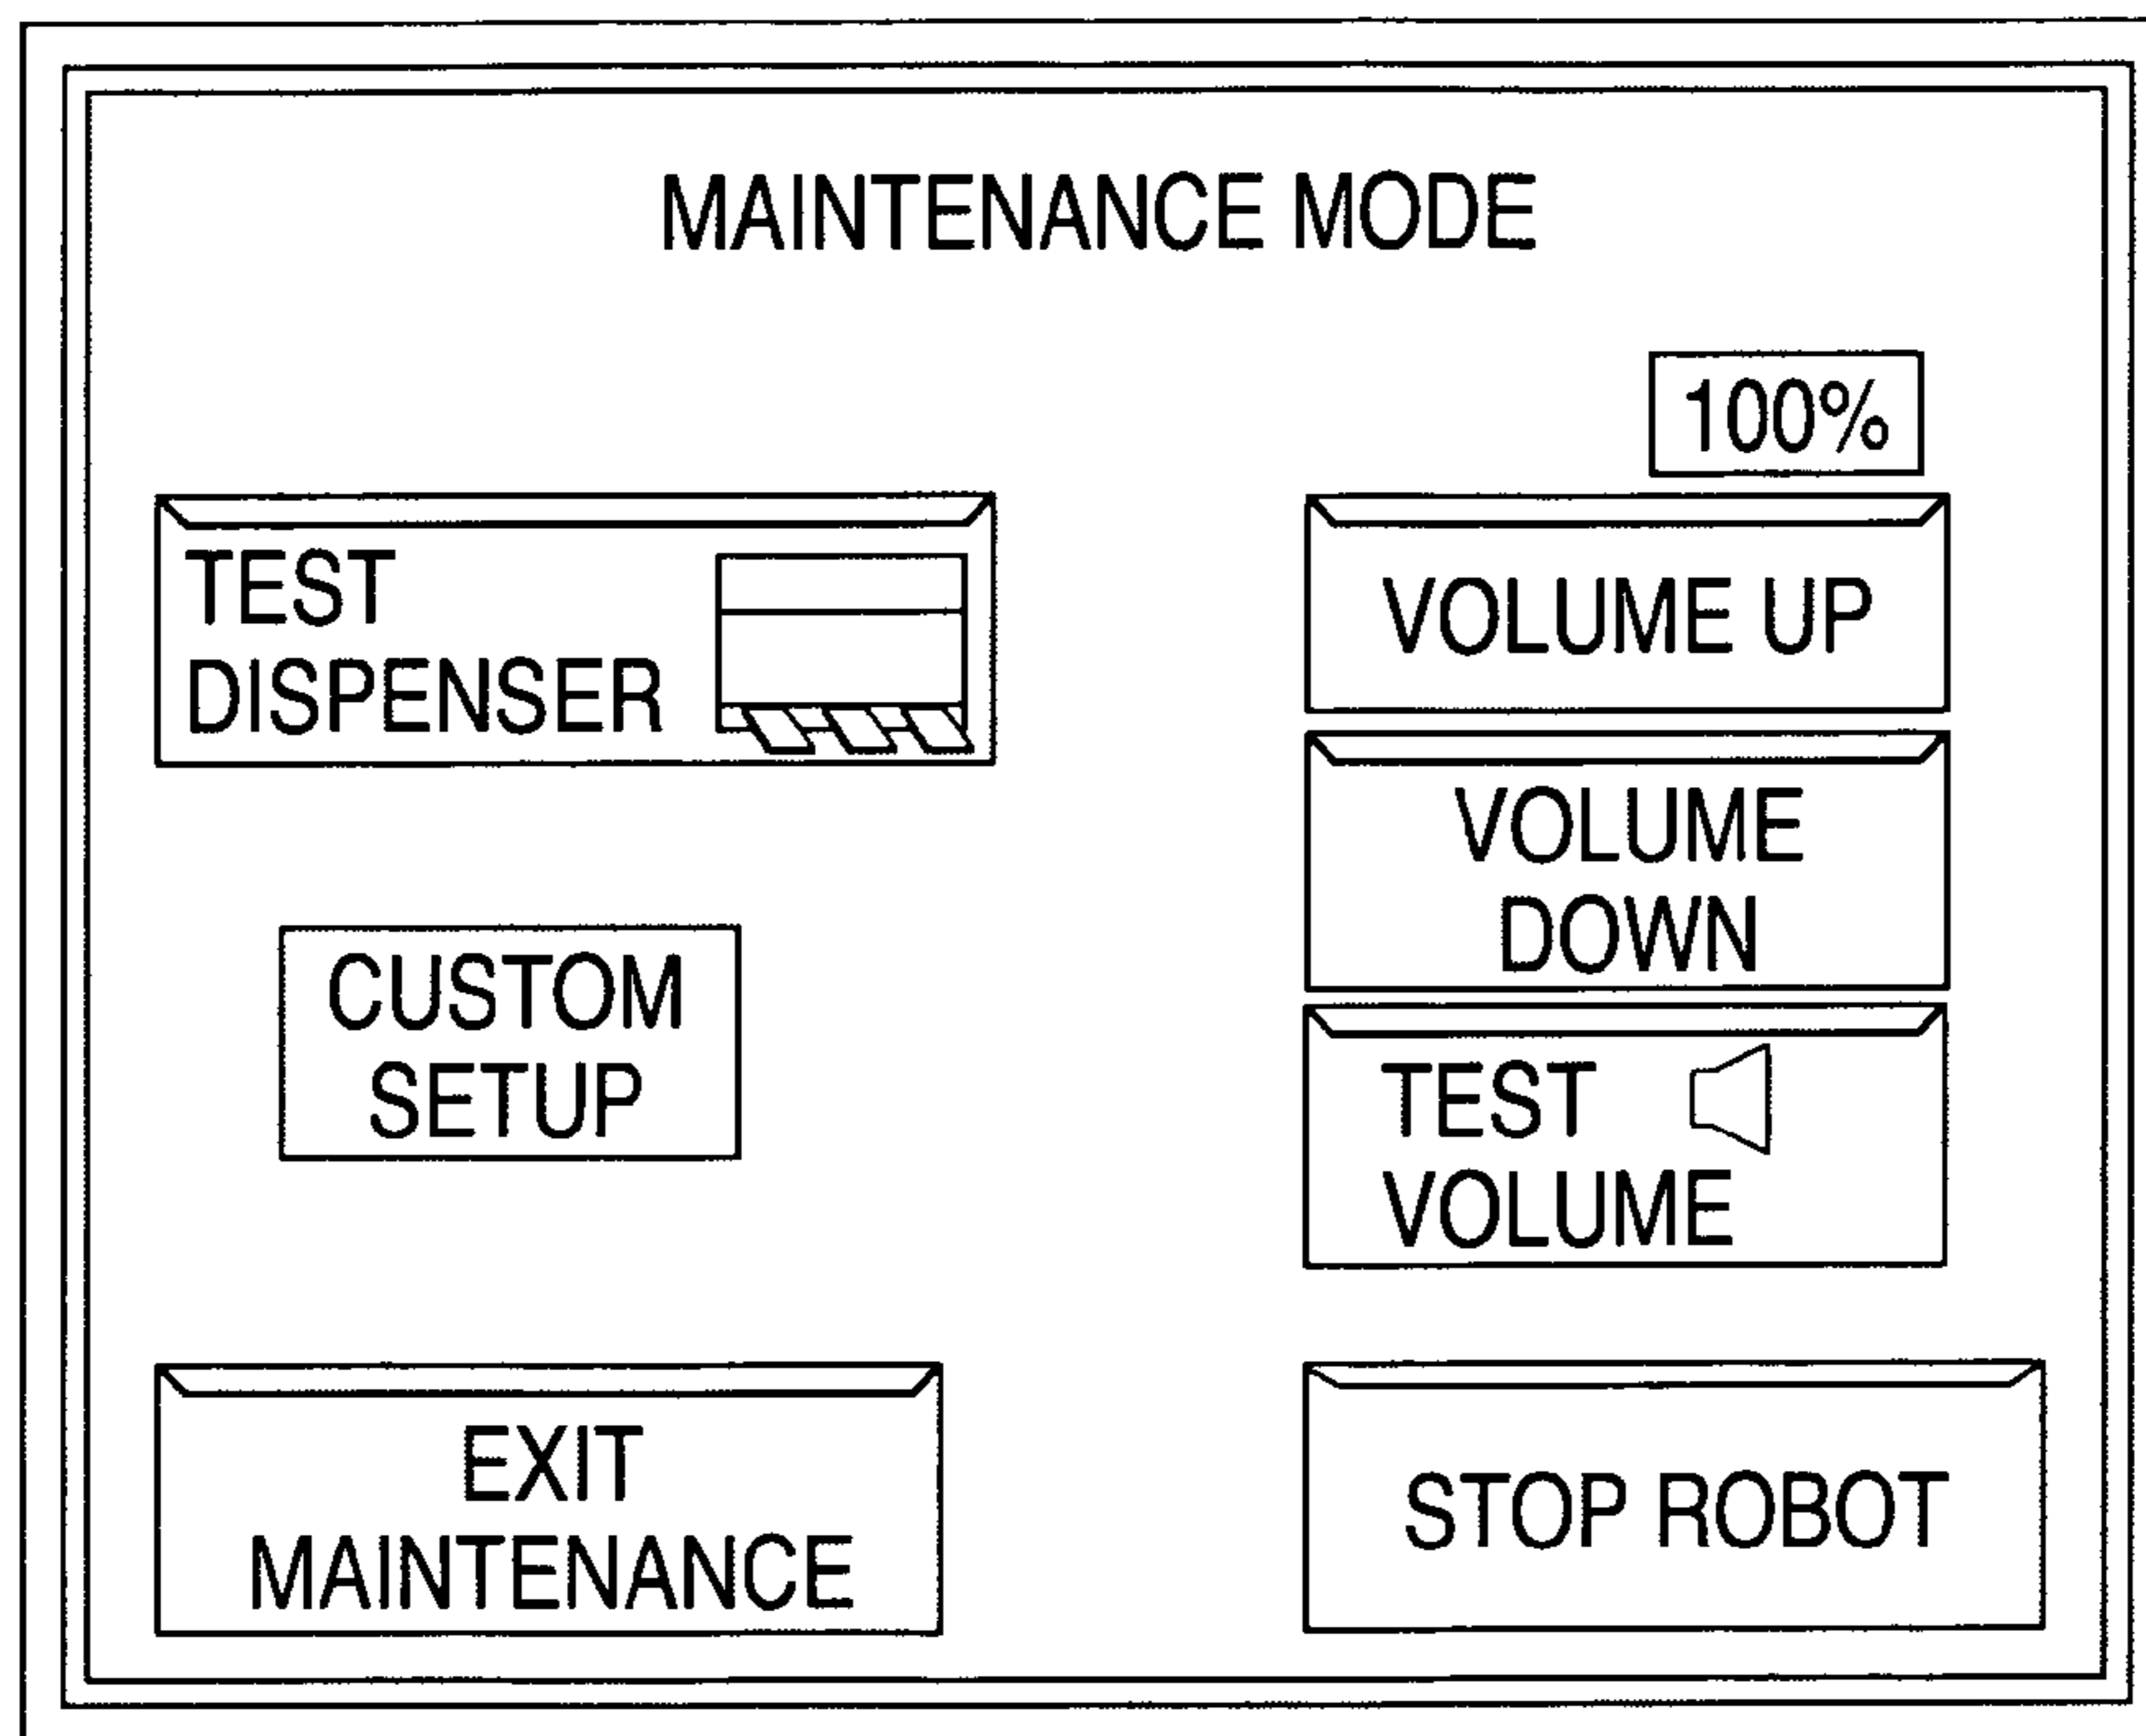 MAINTENANCE MODE
100%
TEST
DISPENSER
VOLUME UP
VOLUME
DOWN
CUSTOM
SETUP
TEST
VOLUME
EXIT
MAINTENANCE
STOP ROBOT